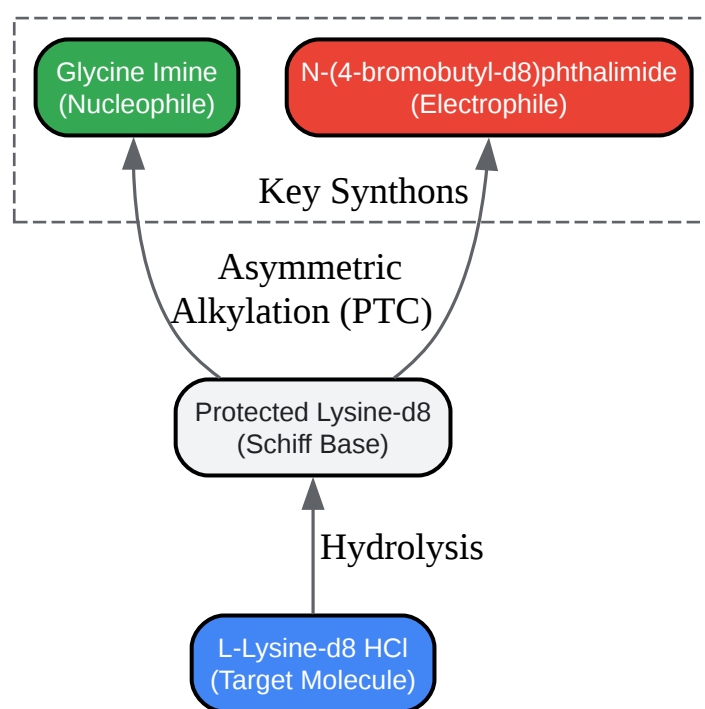 Glycine Imine
(Nucleophile)
N-(4-bromobutyl-d8)phthalimide
(Electrophile)
Key Synthons
Asymmetric
Alkylation (PTC)
Protected Lysine-d8
(Schiff Base)
Hydrolysis
L-Lysine-d8 HCl
(Target Molecule)